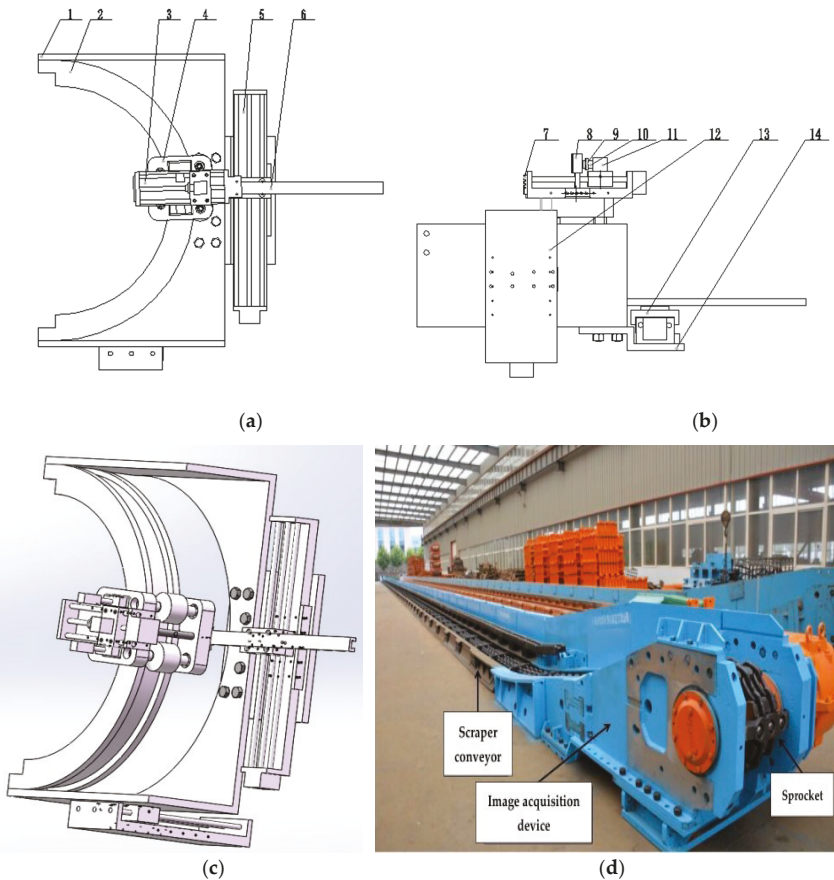 1 2 3 4 5 6
7 8 9 10 11 12 13 14
(a)
(b)
Scraper
conveyor
Image acquisition
device
Sprocket
(c)
(d)